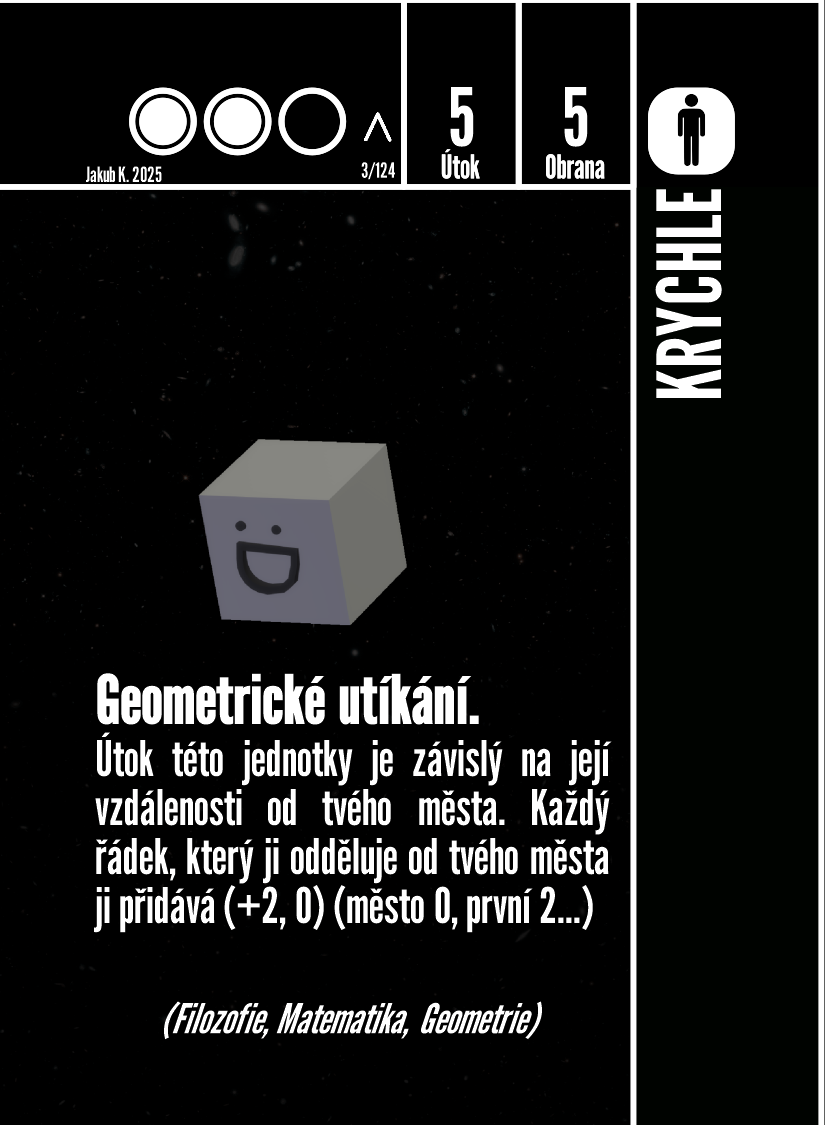 5
5
Útok
Obrana
Jakub K. 2025
3/124
KRYCHLE
Geometrické utíkání.
Útok této jednotky je závislý na její
vzdálenosti od tvého města. Každý
řádek, který ji odděluje od tvého města
ji přidává (+2, 0) (město 0, první 2...)
(Filozofie, Matematika, Geometrie)